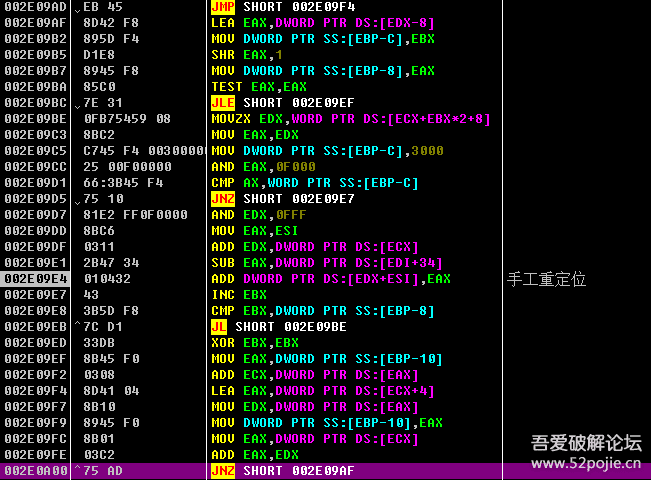 002E09AD ⌄EB 45 JMP SHORT 002E09F4
002E09AF 8D42 F8 LEA EAX,DWORD PTR DS:[EDX-8]
002E09B2 895D F4 MOV DWORD PTR SS:[EBP-C],EBX
002E09B5 D1E8 SHR EAX,1
002E09B7 8945 F8 MOV DWORD PTR SS:[EBP-8],EAX
002E09BA 85C0 TEST EAX,EAX
002E09BC ⌄7E 31 JLE SHORT 002E09EF
002E09BE 0FB75459 08 MOVZX EDX,WORD PTR DS:[ECX+EBX*2+8]
002E09C3 8BC2 MOV EAX,EDX
002E09C5 C745 F4 00300000 MOV DWORD PTR SS:[EBP-C],3000
002E09CC 25 00F00000 AND EAX,0F000
002E09D1 66:3B45 F4 CMP AX,WORD PTR SS:[EBP-C]
002E09D5 ⌄75 10 JNZ SHORT 002E09E7
002E09D7 81E2 FF0F0000 AND EDX,0FFF
002E09DD 8BC6 MOV EAX,ESI
002E09DF 0311 ADD EDX,DWORD PTR DS:[ECX]
002E09E1 2B47 34 SUB EAX,DWORD PTR DS:[EDI+34]
002E09E4 010432 ADD DWORD PTR DS:[EDX+ESI],EAX 手工重定位
002E09E7 43 INC EBX
002E09E8 3B5D F8 CMP EBX,DWORD PTR SS:[EBP-8]
002E09EB ^7C D1 JL SHORT 002E09BE
002E09ED 33DB XOR EBX,EBX
002E09EF 8B45 F0 MOV EAX,DWORD PTR SS:[EBP-10]
002E09F2 0308 ADD ECX,DWORD PTR DS:[EAX]
002E09F4 8D41 04 LEA EAX,DWORD PTR DS:[ECX+4]
002E09F7 8B10 MOV EDX,DWORD PTR DS:[EAX]
002E09F9 8945 F0 MOV DWORD PTR SS:[EBP-10],EAX
002E09FC 8B01 MOV EAX,DWORD PTR DS:[ECX]
002E09FE 03C2 ADD EAX,EDX
002E0A00 ^75 AD JNZ SHORT 002E09AF
吾爱破解论坛
www.52pojie.cn